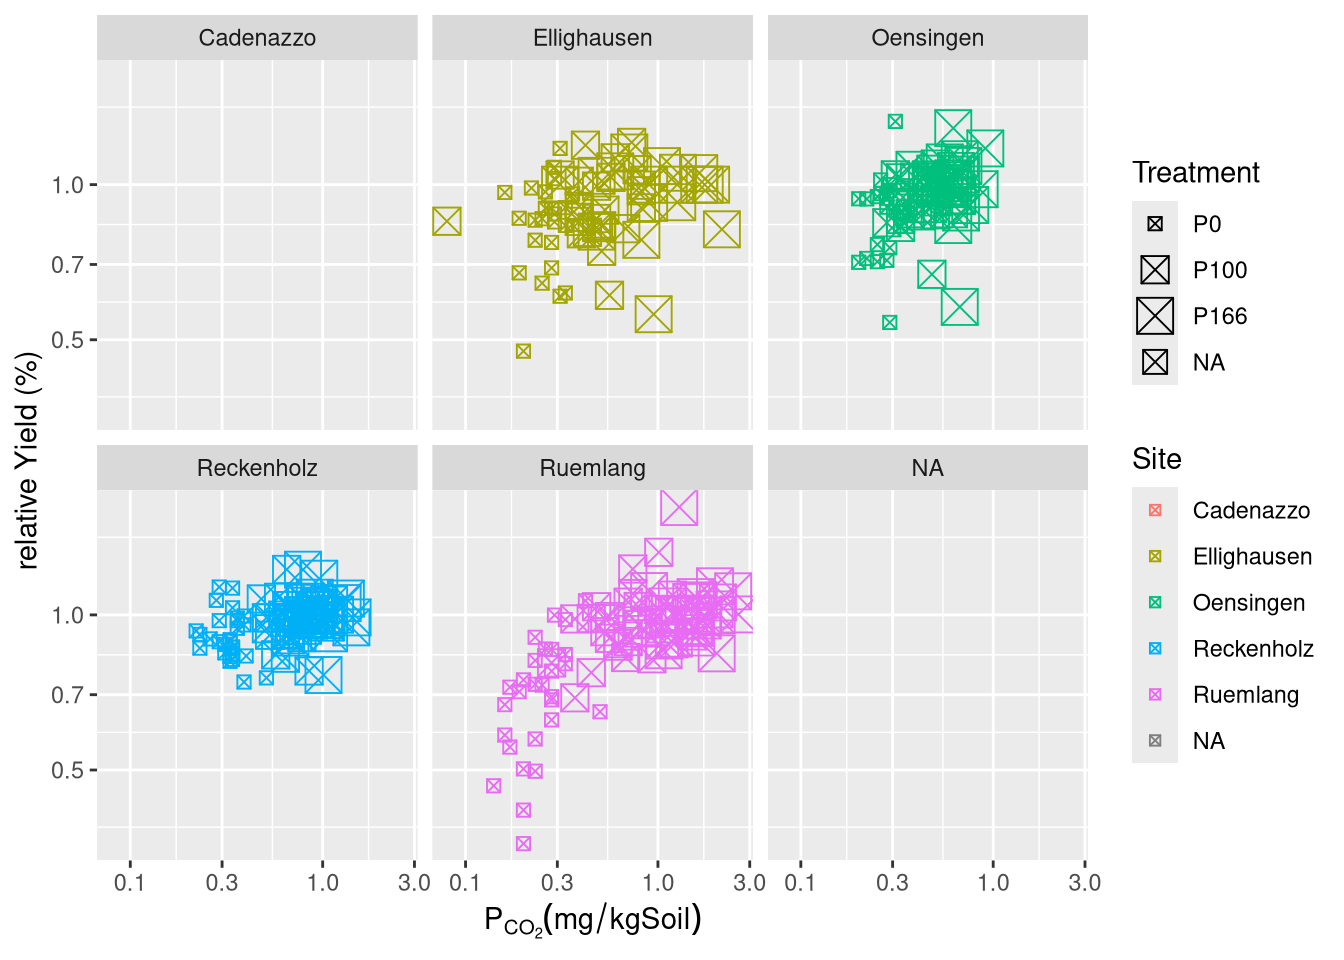 Cadenazzo Ellighausen Oensingen
1.0
0.7
0.5
Reckenholz Ruemlang NA
1.0
0.7
0.5
0.1 0.3 1.0 3.0 0.1 0.3 1.0 3.0 0.1 0.3 1.0 3.0
relative Yield (%)
P_CO₂(mg/kgSoil)
Treatment
P0
P100
P166
NA
Site
Cadenazzo
Ellighausen
Oensingen
Reckenholz
Ruemlang
NA